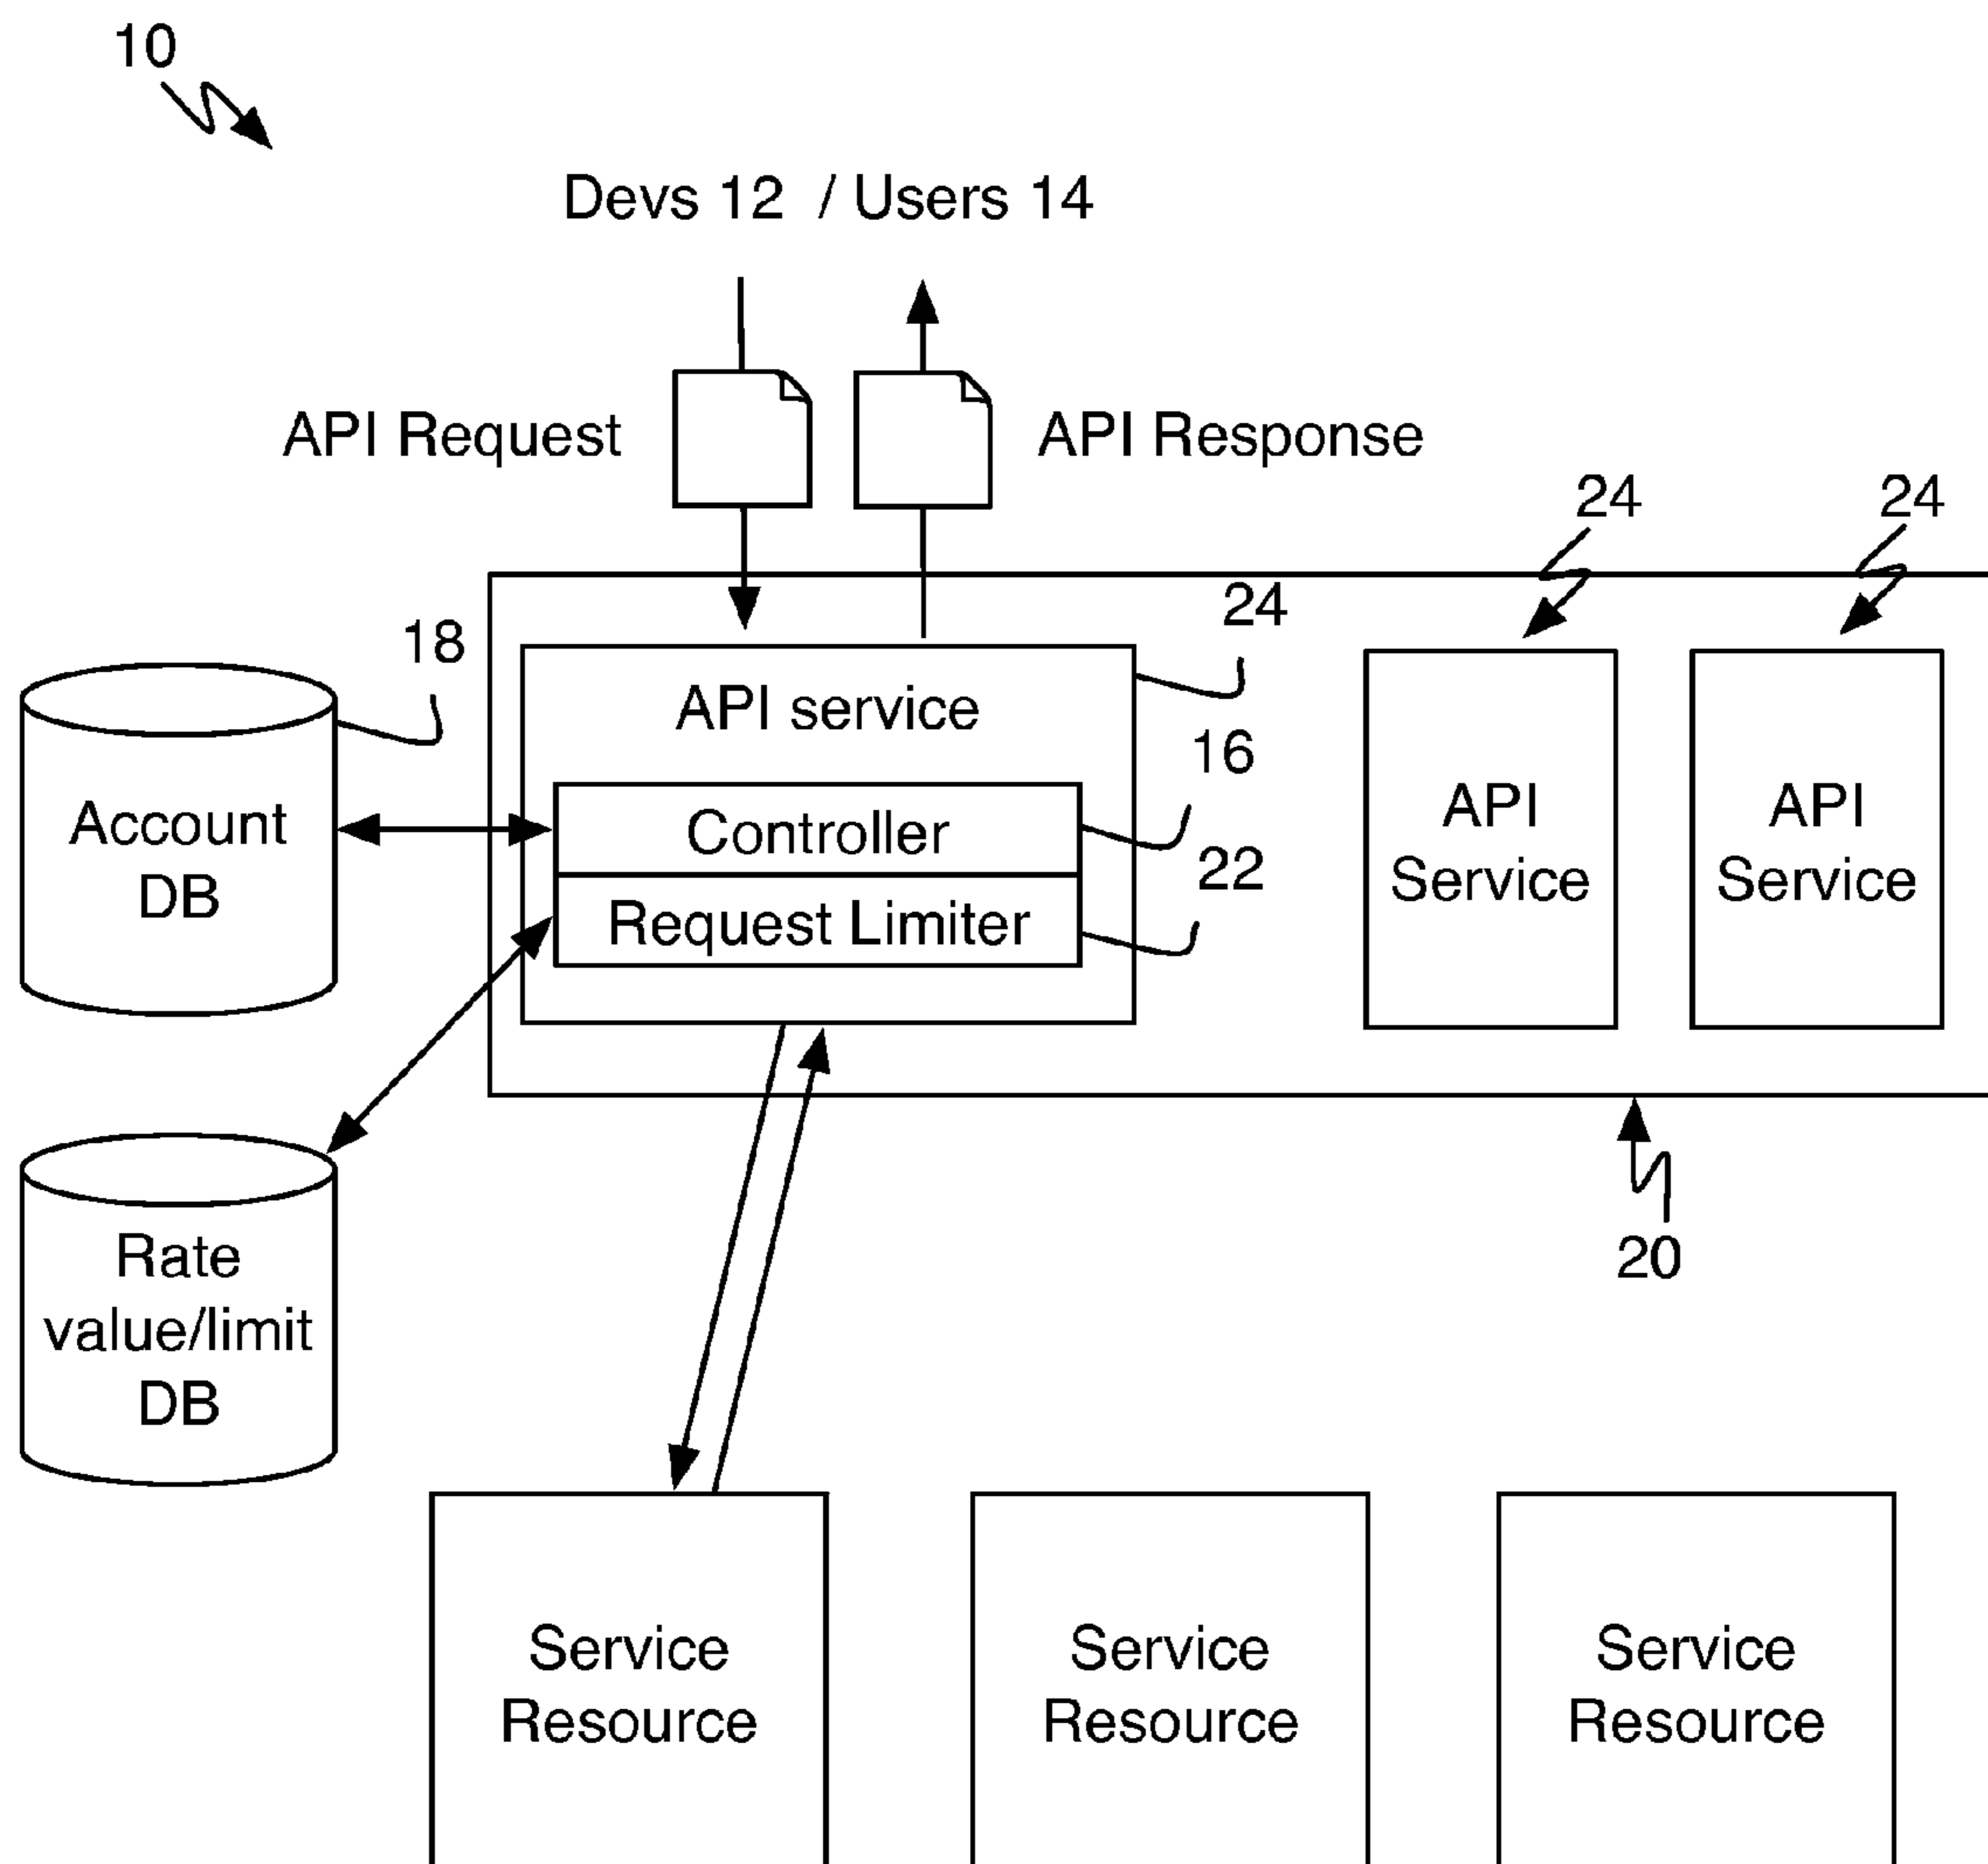 10
Devs 12 / Users 14
API Request
API Response
24
24
24
18
API service
16
Controller
22
Request Limiter
Account
DB
API
Service
API
Service
20
Rate
value/limit
DB
Service
Resource
Service
Resource
Service
Resource